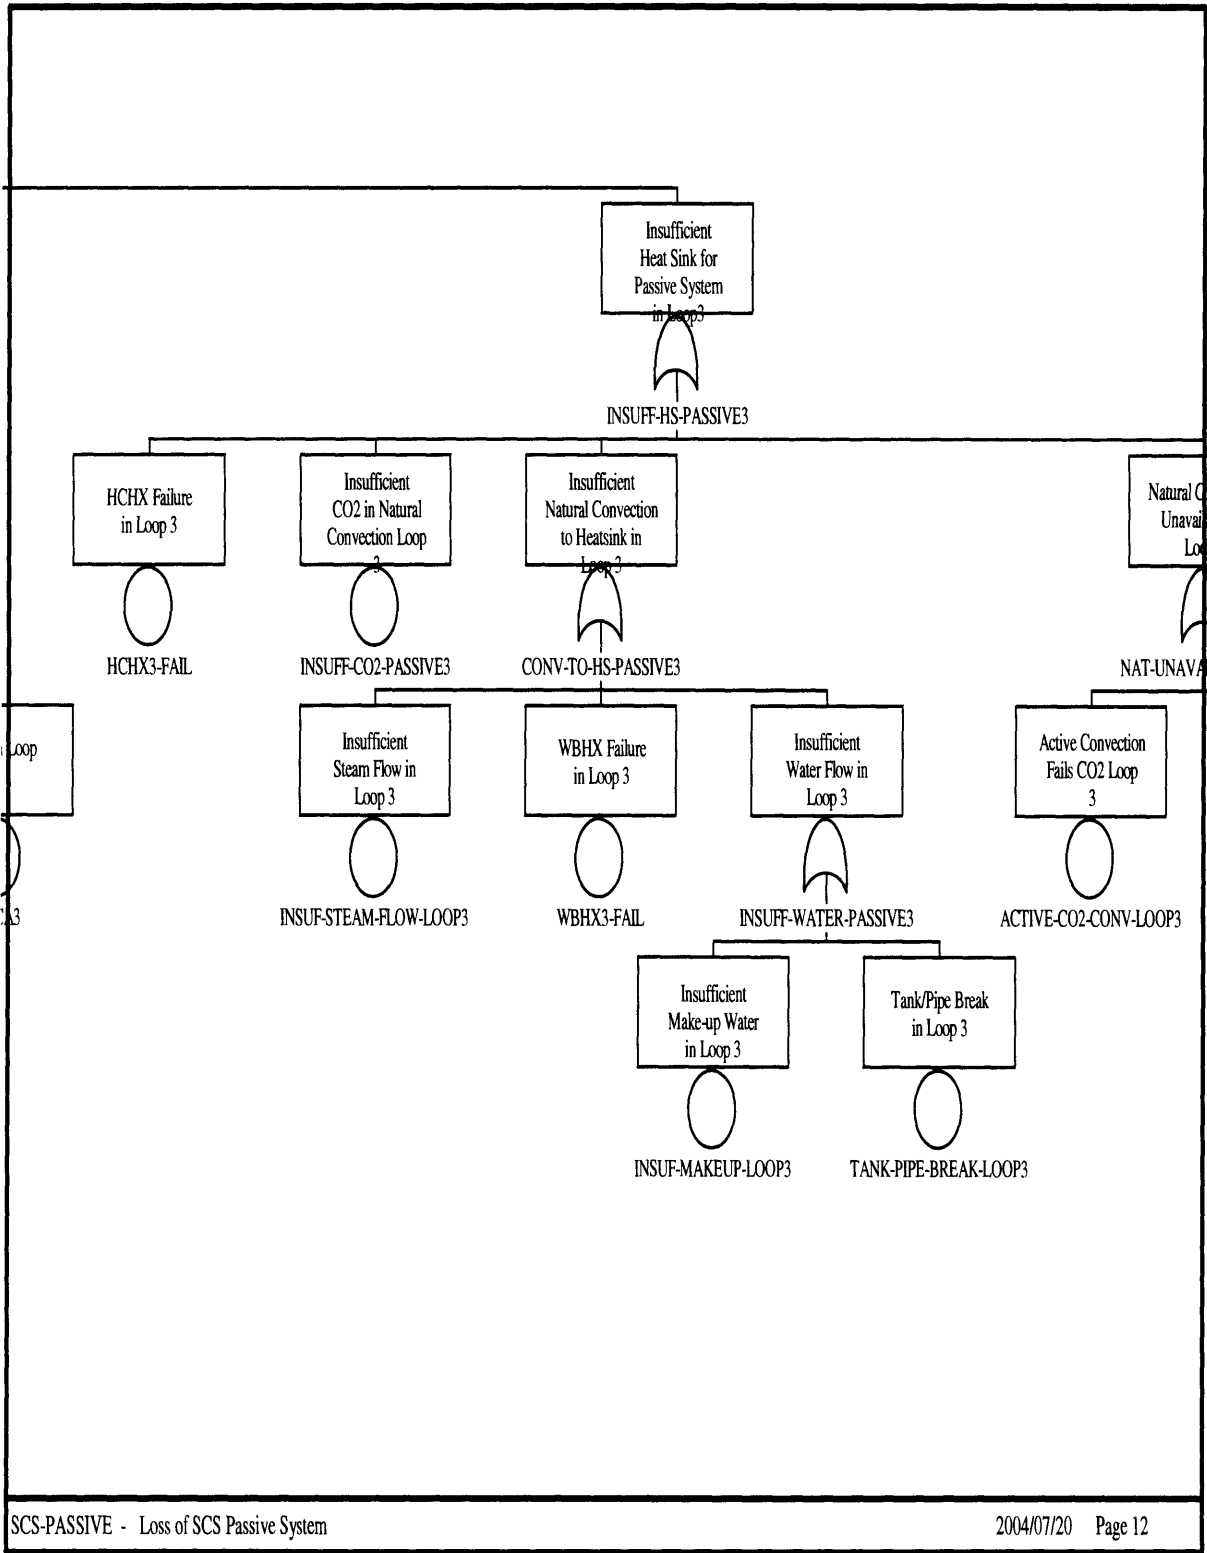 Insufficient
Heat Sink for
Passive System
in Loop3
INSUFF-HS-PASSIVE3
HCHX Failure
in Loop 3
HCHX3-FAIL
Insufficient
CO2 in Natural
Convection Loop
3
INSUFF-CO2-PASSIVE3
Insufficient
Natural Convection
to Heatsink in
Loop 3
CONV-TO-HS-PASSIVE3
Natural C
Unavai
Lo
NAT-UNAVA
Loop
A3
Insufficient
Steam Flow in
Loop 3
INSUF-STEAM-FLOW-LOOP3
WBHX Failure
in Loop 3
WBHX3-FAIL
Insufficient
Water Flow in
Loop 3
INSUFF-WATER-PASSIVE3
Active Convection
Fails CO2 Loop
3
ACTIVE-CO2-CONV-LOOP3
Insufficient
Make-up Water
in Loop 3
INSUF-MAKEUP-LOOP3
Tank/Pipe Break
in Loop 3
TANK-PIPE-BREAK-LOOP3
SCS-PASSIVE - Loss of SCS Passive System
2004/07/20 Page 12